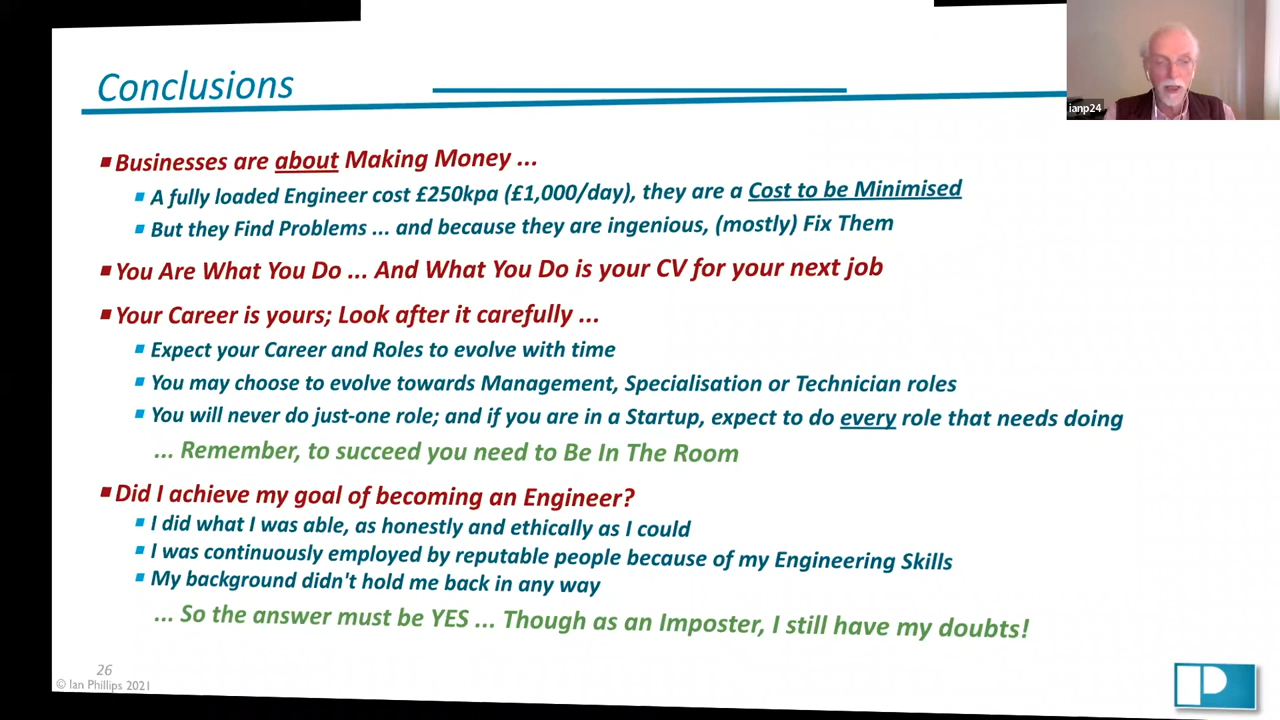 Conclusions
ianp24
Businesses are about Making Money ...
A fully loaded Engineer cost £250kpa (£1,000/day), they are a Cost to be Minimised
But they Find Problems ... and because they are ingenious, (mostly) Fix Them
You Are What You Do ... And What You Do is your CV for your next job
Your Career is yours; Look after it carefully ...
Expect your Career and Roles to evolve with time
You may choose to evolve towards Management, Specialisation or Technician roles
You will never do just-one role; and if you are in a Startup, expect to do every role that needs doing
... Remember, to succeed you need to Be In The Room
Did I achieve my goal of becoming an Engineer?
I did what I was able, as honestly and ethically as I could
I was continuously employed by reputable people because of my Engineering Skills
My background didn't hold me back in any way
... So the answer must be YES ... Though as an Imposter, I still have my doubts!
26
© Ian Phillips 2021
P